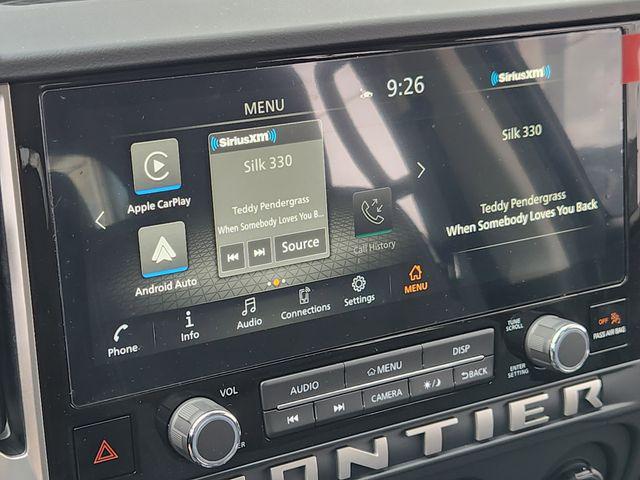 9:26
SiriusXM
MENU
SiriusXM
Silk 330
Silk 330
Apple CarPlay
Teddy Pendergrass
When Somebody Loves You B...
Teddy Pendergrass
When Somebody Loves You Back
Source
Call History
Android Auto
Phone
Info
Audio
Connections
Settings
MENU
TUNE
SCROLL
OFF
PASS AIR BAG
VOL
AUDIO
MENU
DISP
CAMERA
BACK
ENTER
SETTING